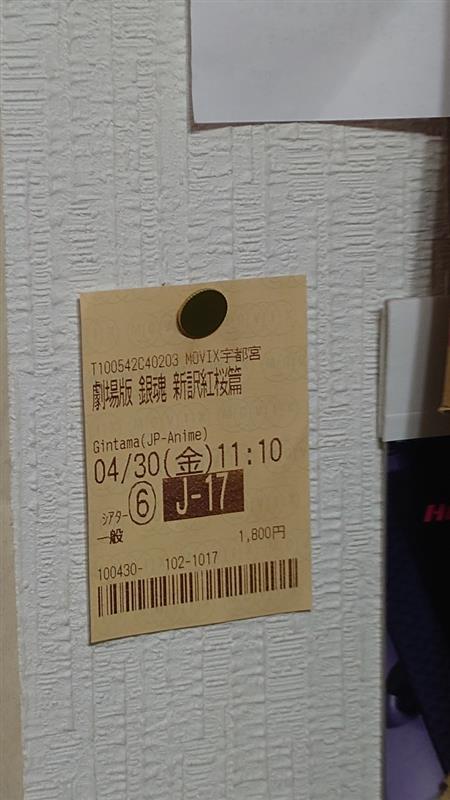 T100542C40203 MOVIX宇都宮
劇場版 銀魂 新訳紅桜篇
Gintama(JP-Anime)
04/30(金)11:10
シアター⑥ J-17
一般 1,800円
100430- 102-1017